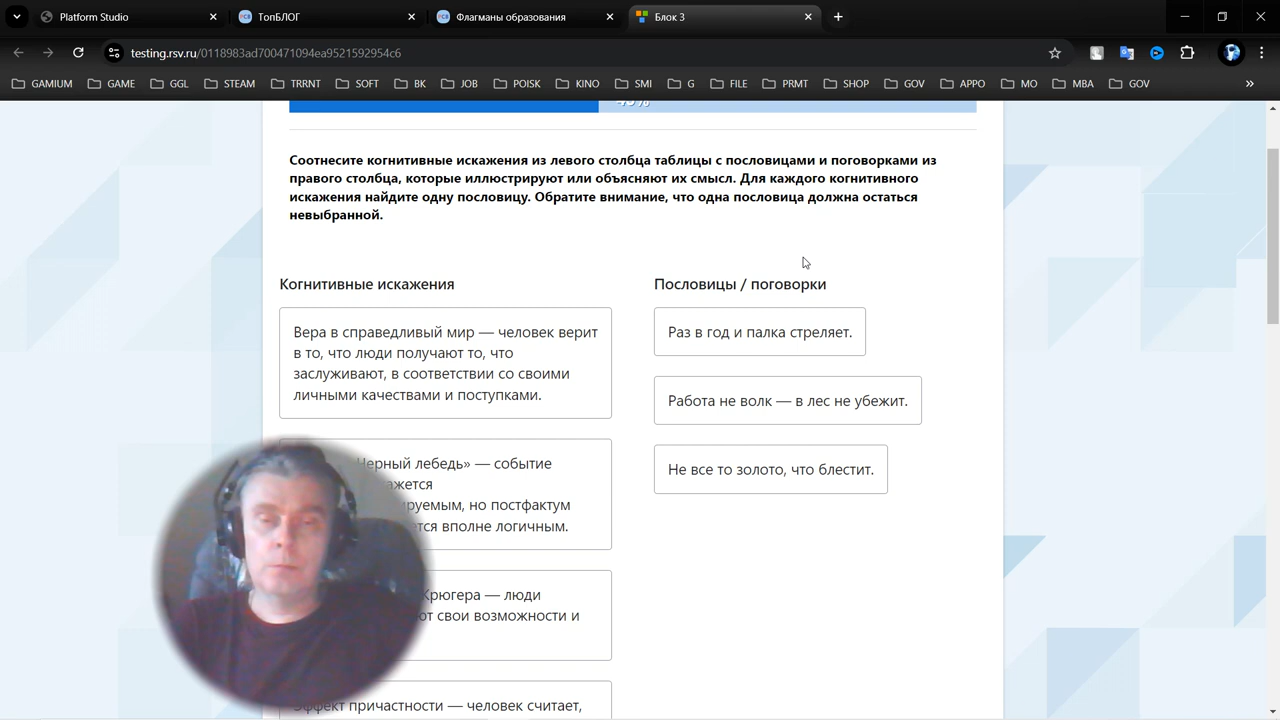 Platform Studio
ТопБЛОГ
Флагманы образования
Блок 3
testing.rsv.ru/0118983ad700471094ea9521592954c6
GAMIUM GAME GGL STEAM TRRNT SOFT BK JOB POISK KINO SMI G FILE PRMT SHOP GOV APPO MO MBA GOV
Соотнесите когнитивные искажения из левого столбца таблицы с пословицами и поговорками из
правого столбца, которые иллюстрируют или объясняют их смысл. Для каждого когнитивного
искажения найдите одну пословицу. Обратите внимание, что одна пословица должна остаться
невыбранной.
Когнитивные искажения
Вера в справедливый мир — человек верит
в то, что люди получают то, что
заслуживают, в соответствии со своими
личными качествами и поступками.
Черный лебедь» — событие
ажется
руемым, но постфактум
ется вполне логичным.
Крюгера — люди
ют свои возможности и
Эффект причастности — человек считает,
Пословицы / поговорки
Раз в год и палка стреляет.
Работа не волк — в лес не убежит.
Не все то золото, что блестит.